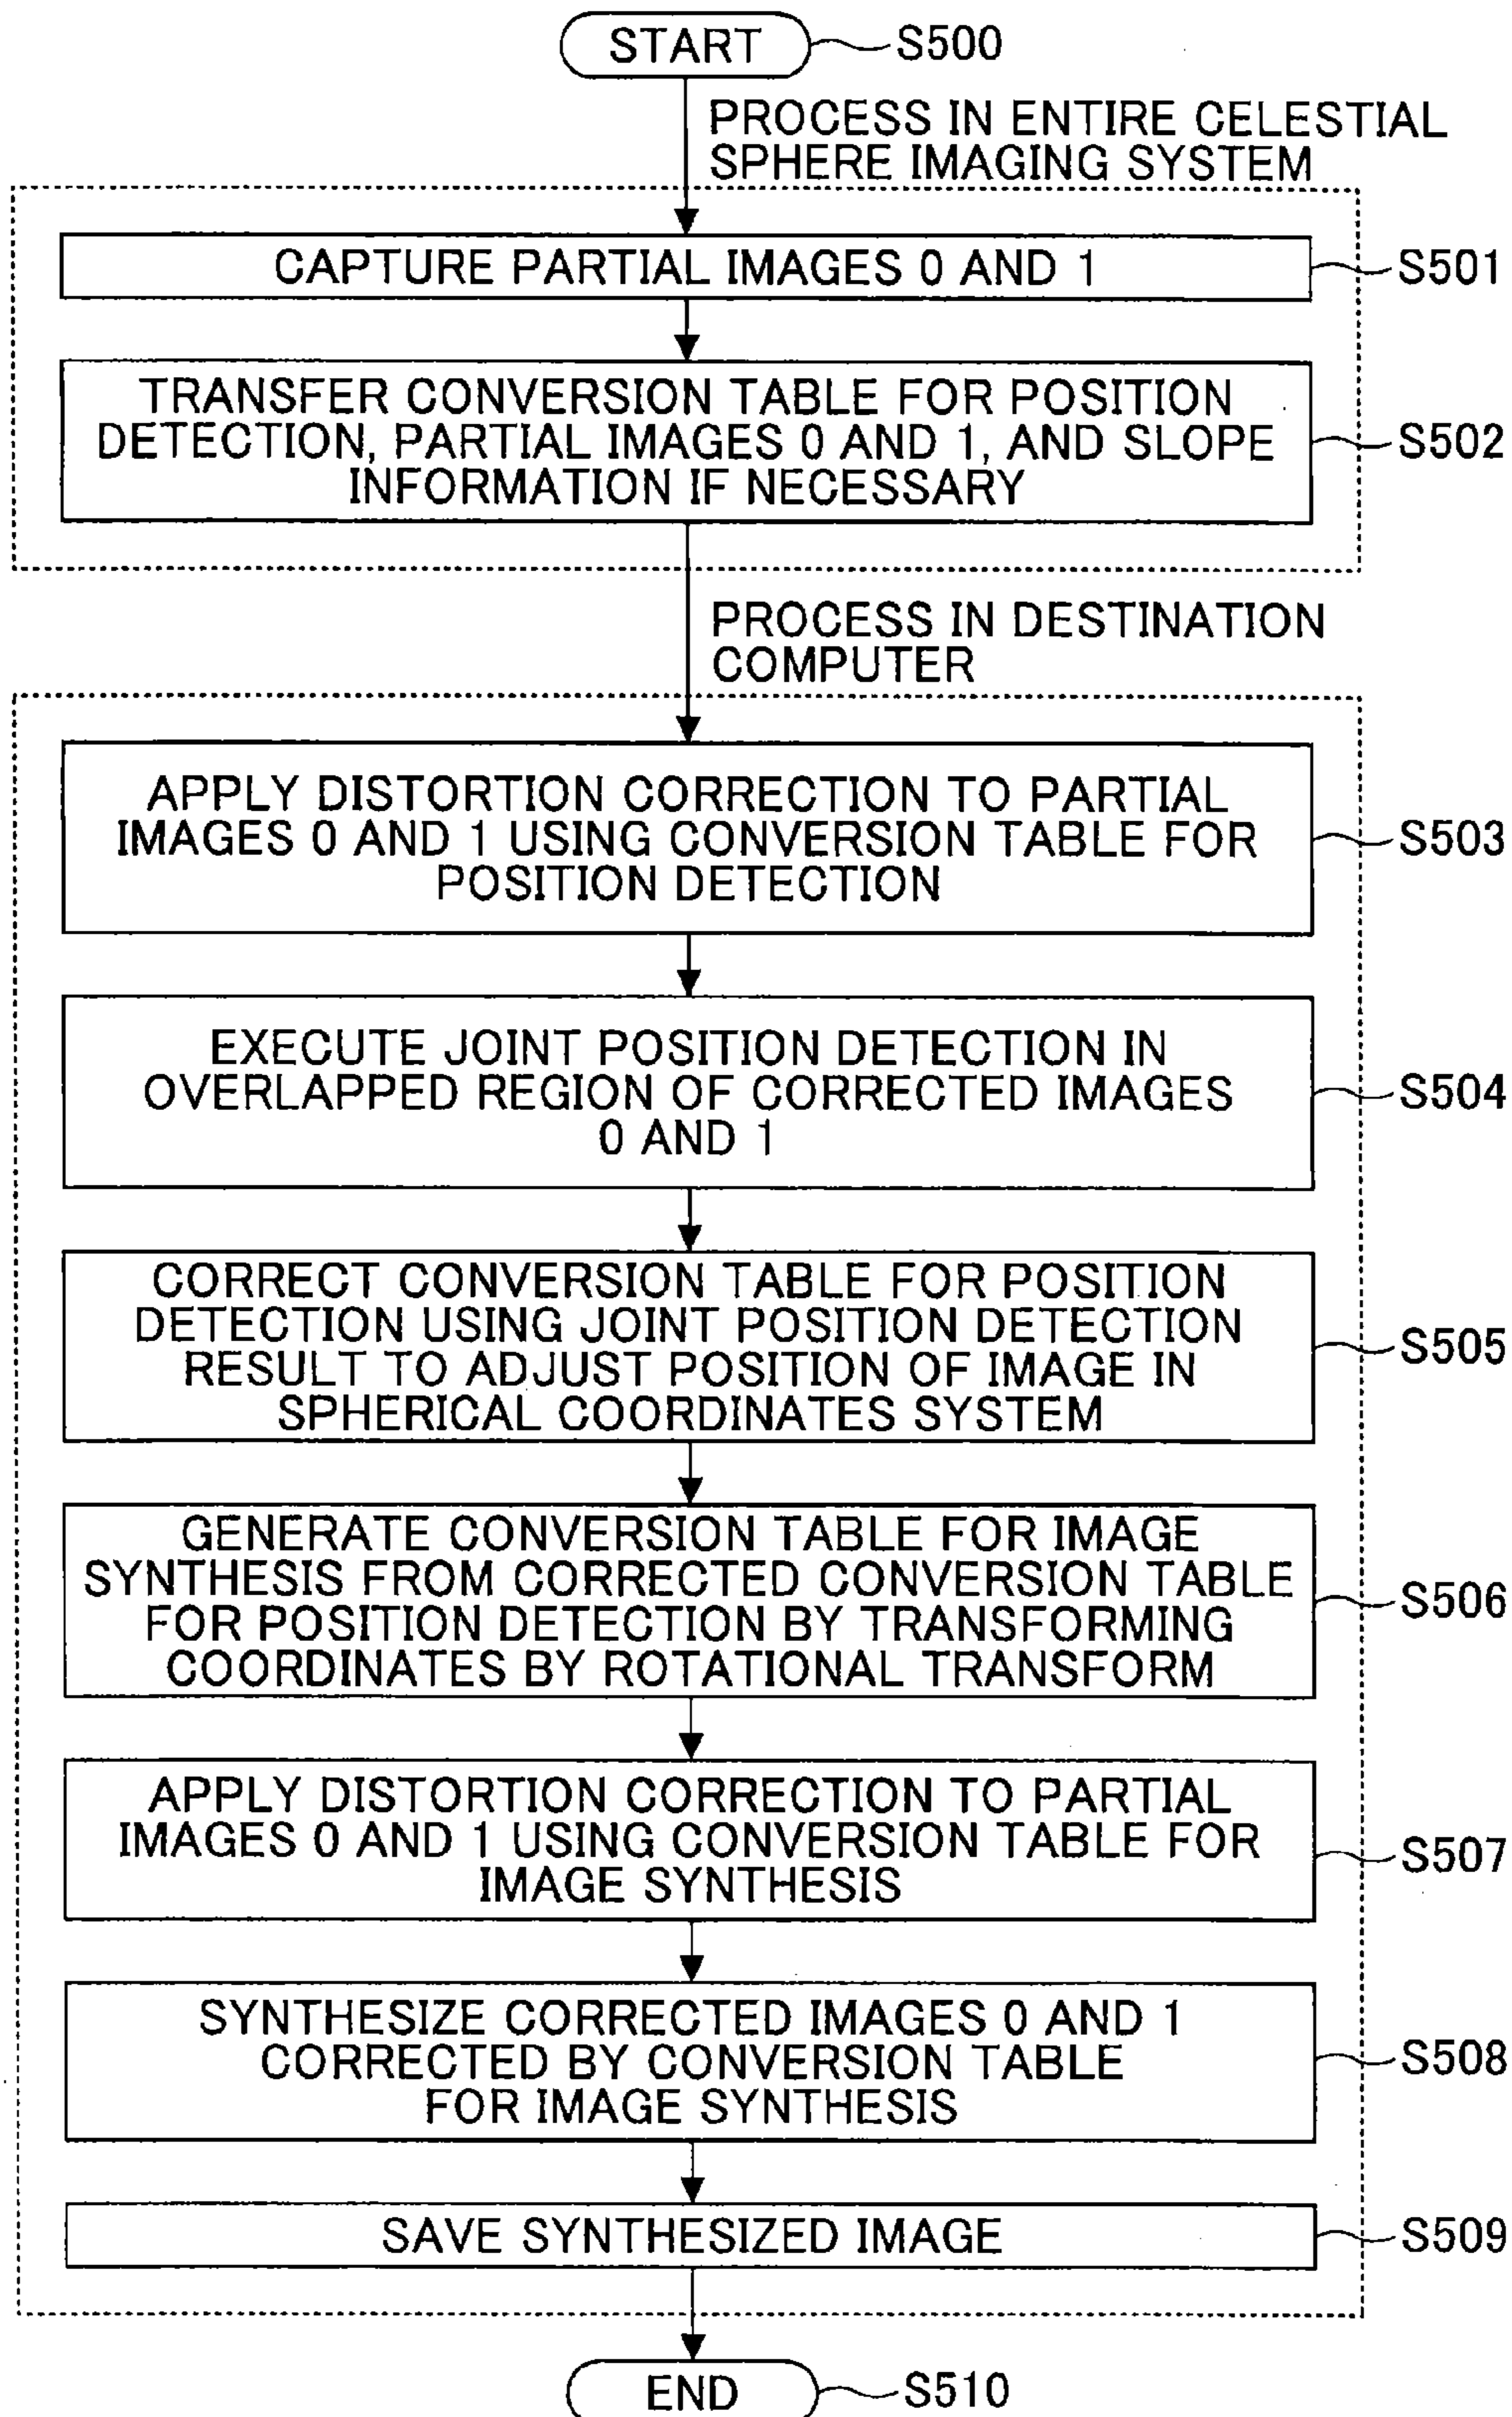 START
S500
PROCESS IN ENTIRE CELESTIAL
SPHERE IMAGING SYSTEM
CAPTURE PARTIAL IMAGES 0 AND 1
S501
TRANSFER CONVERSION TABLE FOR POSITION
DETECTION, PARTIAL IMAGES 0 AND 1, AND SLOPE
INFORMATION IF NECESSARY
S502
PROCESS IN DESTINATION
COMPUTER
APPLY DISTORTION CORRECTION TO PARTIAL
IMAGES 0 AND 1 USING CONVERSION TABLE FOR
POSITION DETECTION
S503
EXECUTE JOINT POSITION DETECTION IN
OVERLAPPED REGION OF CORRECTED IMAGES
0 AND 1
S504
CORRECT CONVERSION TABLE FOR POSITION
DETECTION USING JOINT POSITION DETECTION
RESULT TO ADJUST POSITION OF IMAGE IN
SPHERICAL COORDINATES SYSTEM
S505
GENERATE CONVERSION TABLE FOR IMAGE
SYNTHESIS FROM CORRECTED CONVERSION TABLE
FOR POSITION DETECTION BY TRANSFORMING
COORDINATES BY ROTATIONAL TRANSFORM
S506
APPLY DISTORTION CORRECTION TO PARTIAL
IMAGES 0 AND 1 USING CONVERSION TABLE FOR
IMAGE SYNTHESIS
S507
SYNTHESIZE CORRECTED IMAGES 0 AND 1
CORRECTED BY CONVERSION TABLE
FOR IMAGE SYNTHESIS
S508
SAVE SYNTHESIZED IMAGE
S509
END
S510